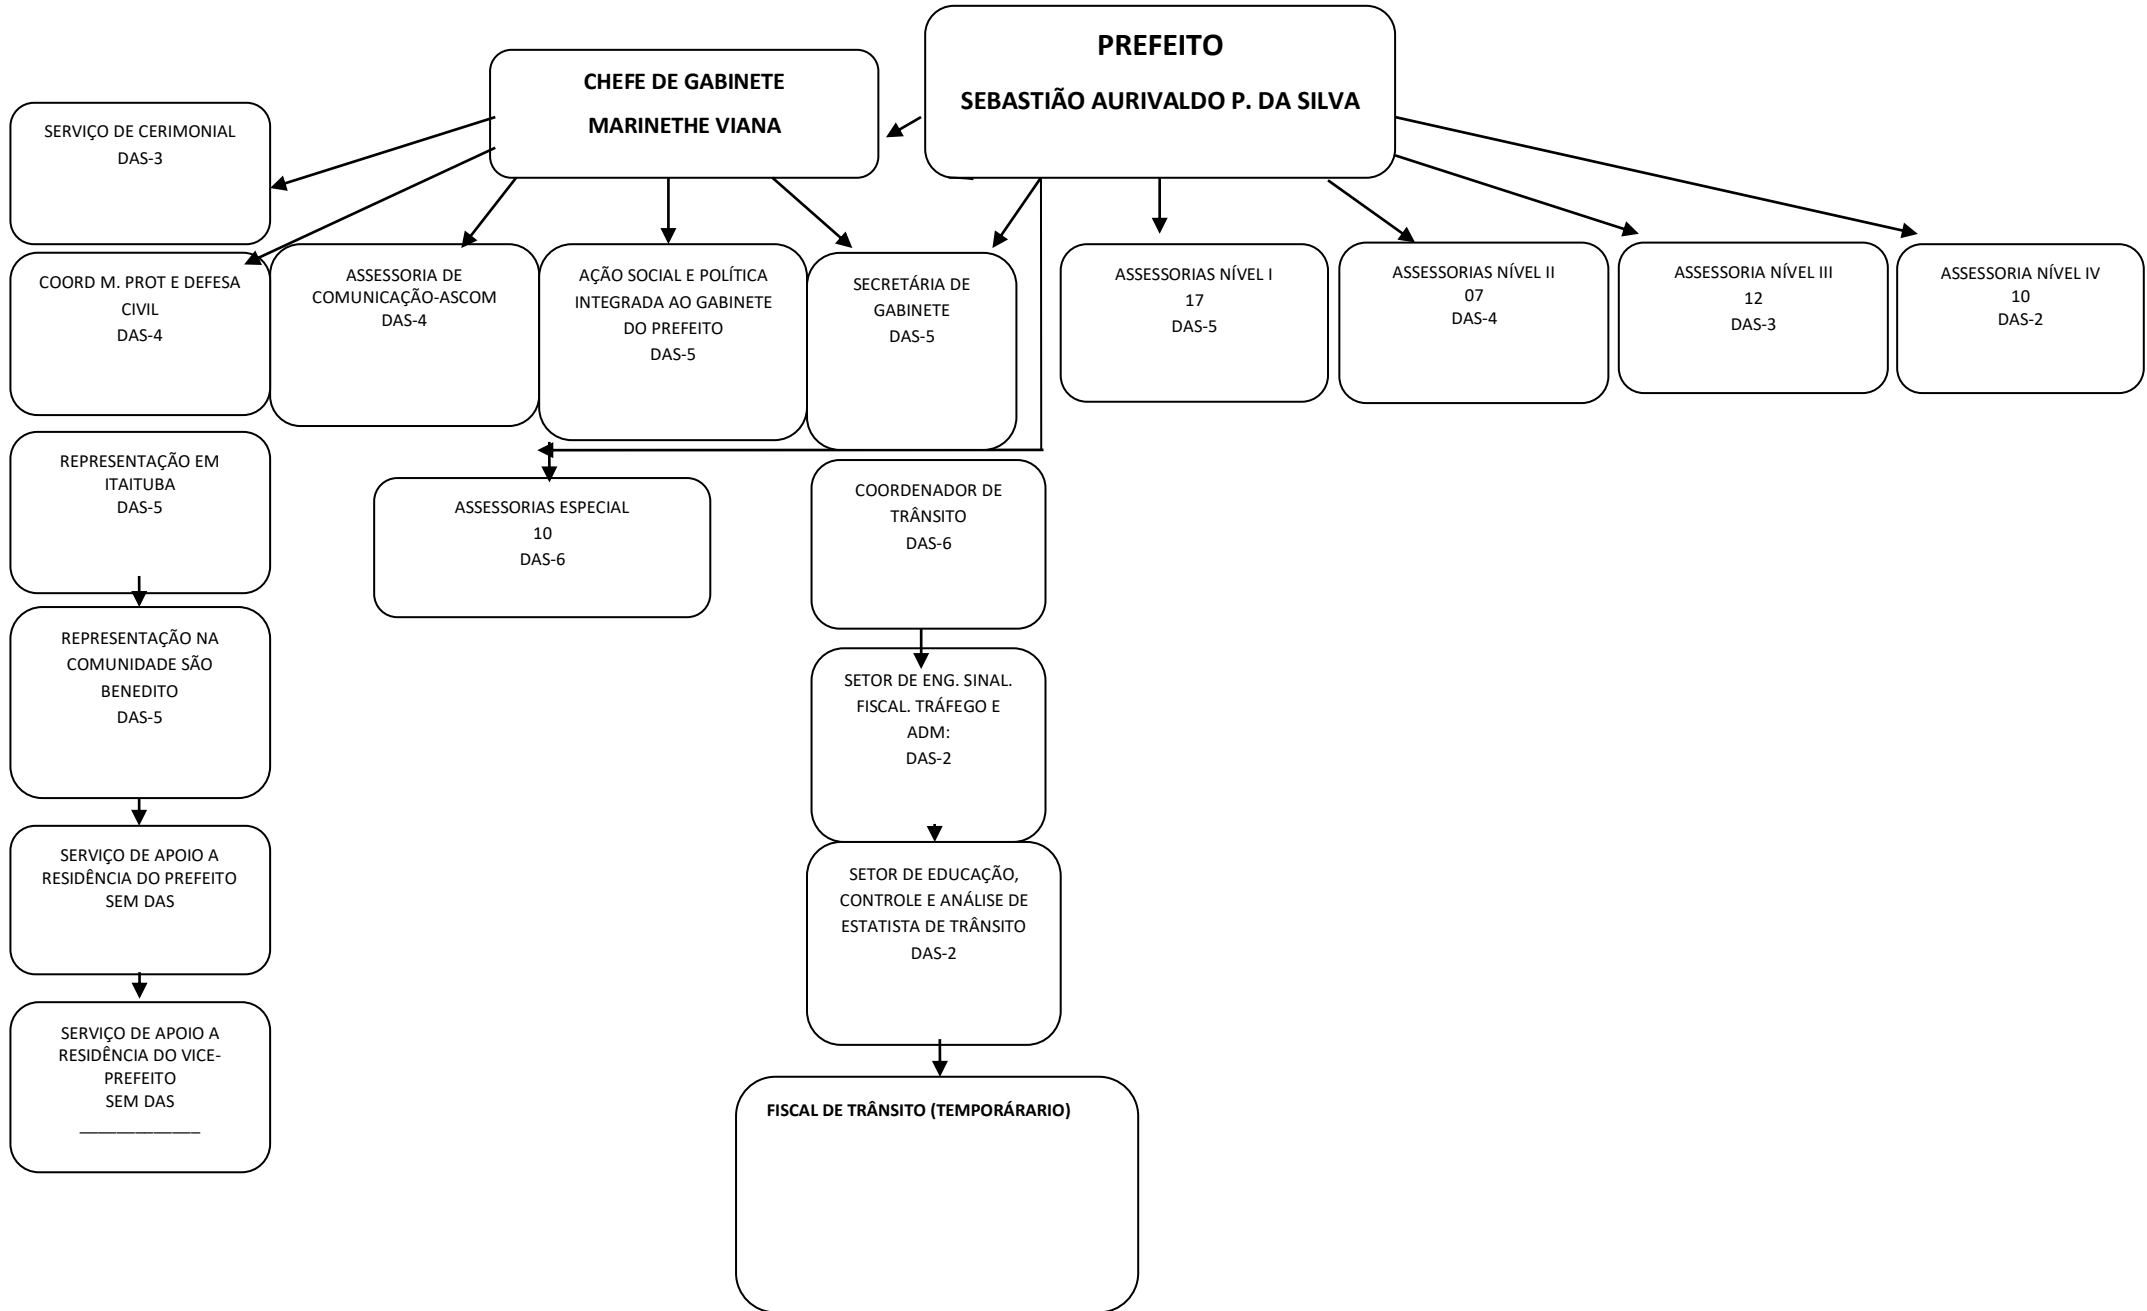 PREFEITO
SEBASTIÃO AURIVALDO P. DA SILVA
CHEFE DE GABINETE
MARINETHE VIANA
SERVIÇO DE CERIMONIAL
DAS-3
COORD M. PROT E DEFESA
CIVIL
DAS-4
ASSESSORIA DE
COMUNICAÇÃO-ASCOM
DAS-4
AÇÃO SOCIAL E POLÍTICA
INTEGRADA AO GABINETE
DO PREFEITO
DAS-5
SECRETÁRIA DE
GABINETE
DAS-5
ASSESSORIAS NÍVEL I
17
DAS-5
ASSESSORIAS NÍVEL II
07
DAS-4
ASSESSORIA NÍVEL III
12
DAS-3
ASSESSORIA NÍVEL IV
10
DAS-2
REPRESENTAÇÃO EM
ITAITUBA
DAS-5
ASSESSORIAS ESPECIAL
10
DAS-6
COORDENADOR DE
TRÂNSITO
DAS-6
REPRESENTAÇÃO NA
COMUNIDADE SÃO
BENEDITO
DAS-5
SETOR DE ENG. SINAL.
FISCAL. TRÁFEGO E
ADM:
DAS-2
SERVIÇO DE APOIO A
RESIDÊNCIA DO PREFEITO
SEM DAS
SETOR DE EDUCAÇÃO,
CONTROLE E ANÁLISE DE
ESTATISTA DE TRÂNSITO
DAS-2
SERVIÇO DE APOIO A
RESIDÊNCIA DO VICE-
PREFEITO
SEM DAS
_____________
FISCAL DE TRÂNSITO (TEMPORÁRARIO)